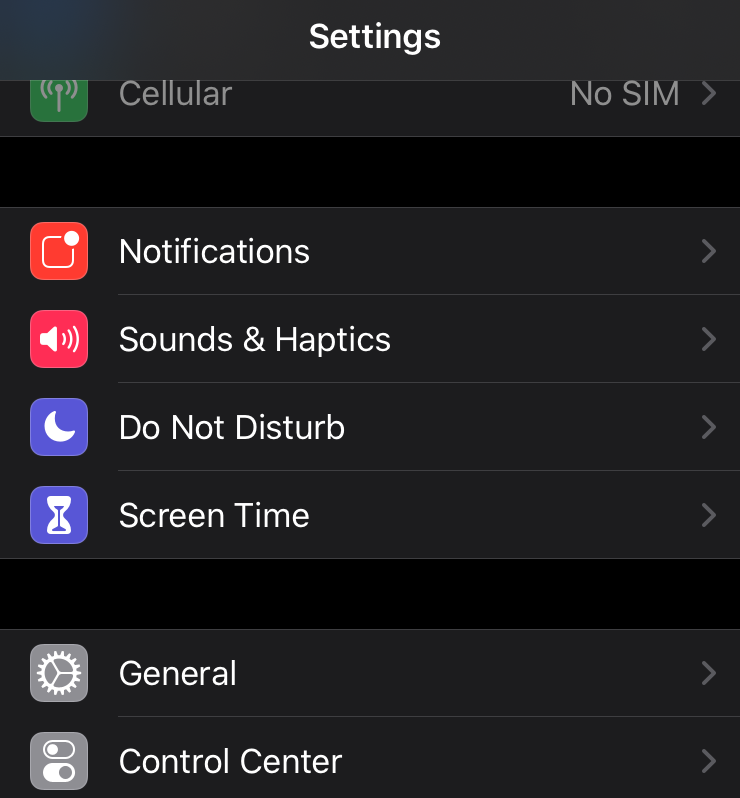 Settings
Cellular No SIM
Notifications
Sounds & Haptics
Do Not Disturb
Screen Time
General
Control Center